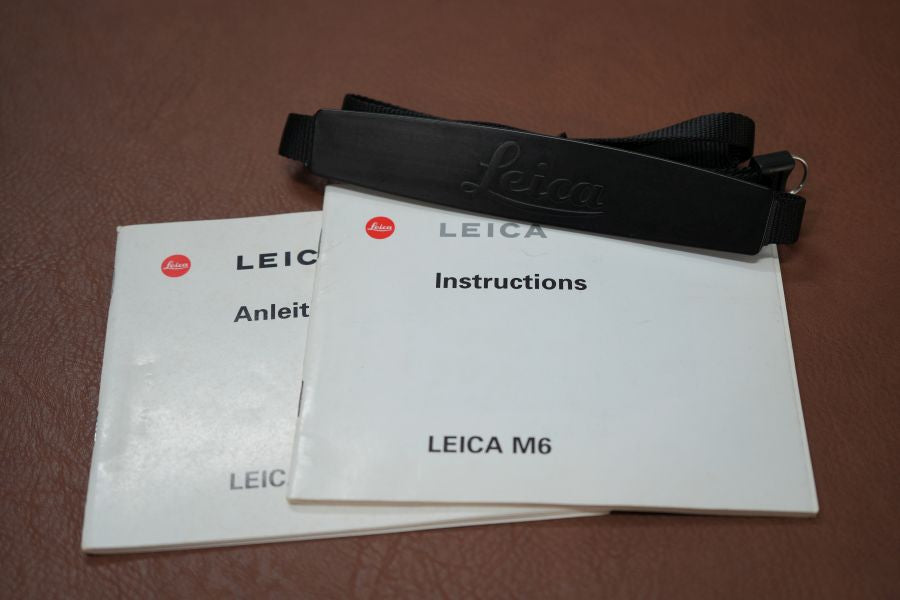 Leica
Leica
LEICA
Instructions
LEICA M6
Leica
LEIC
Anleit
LEIC